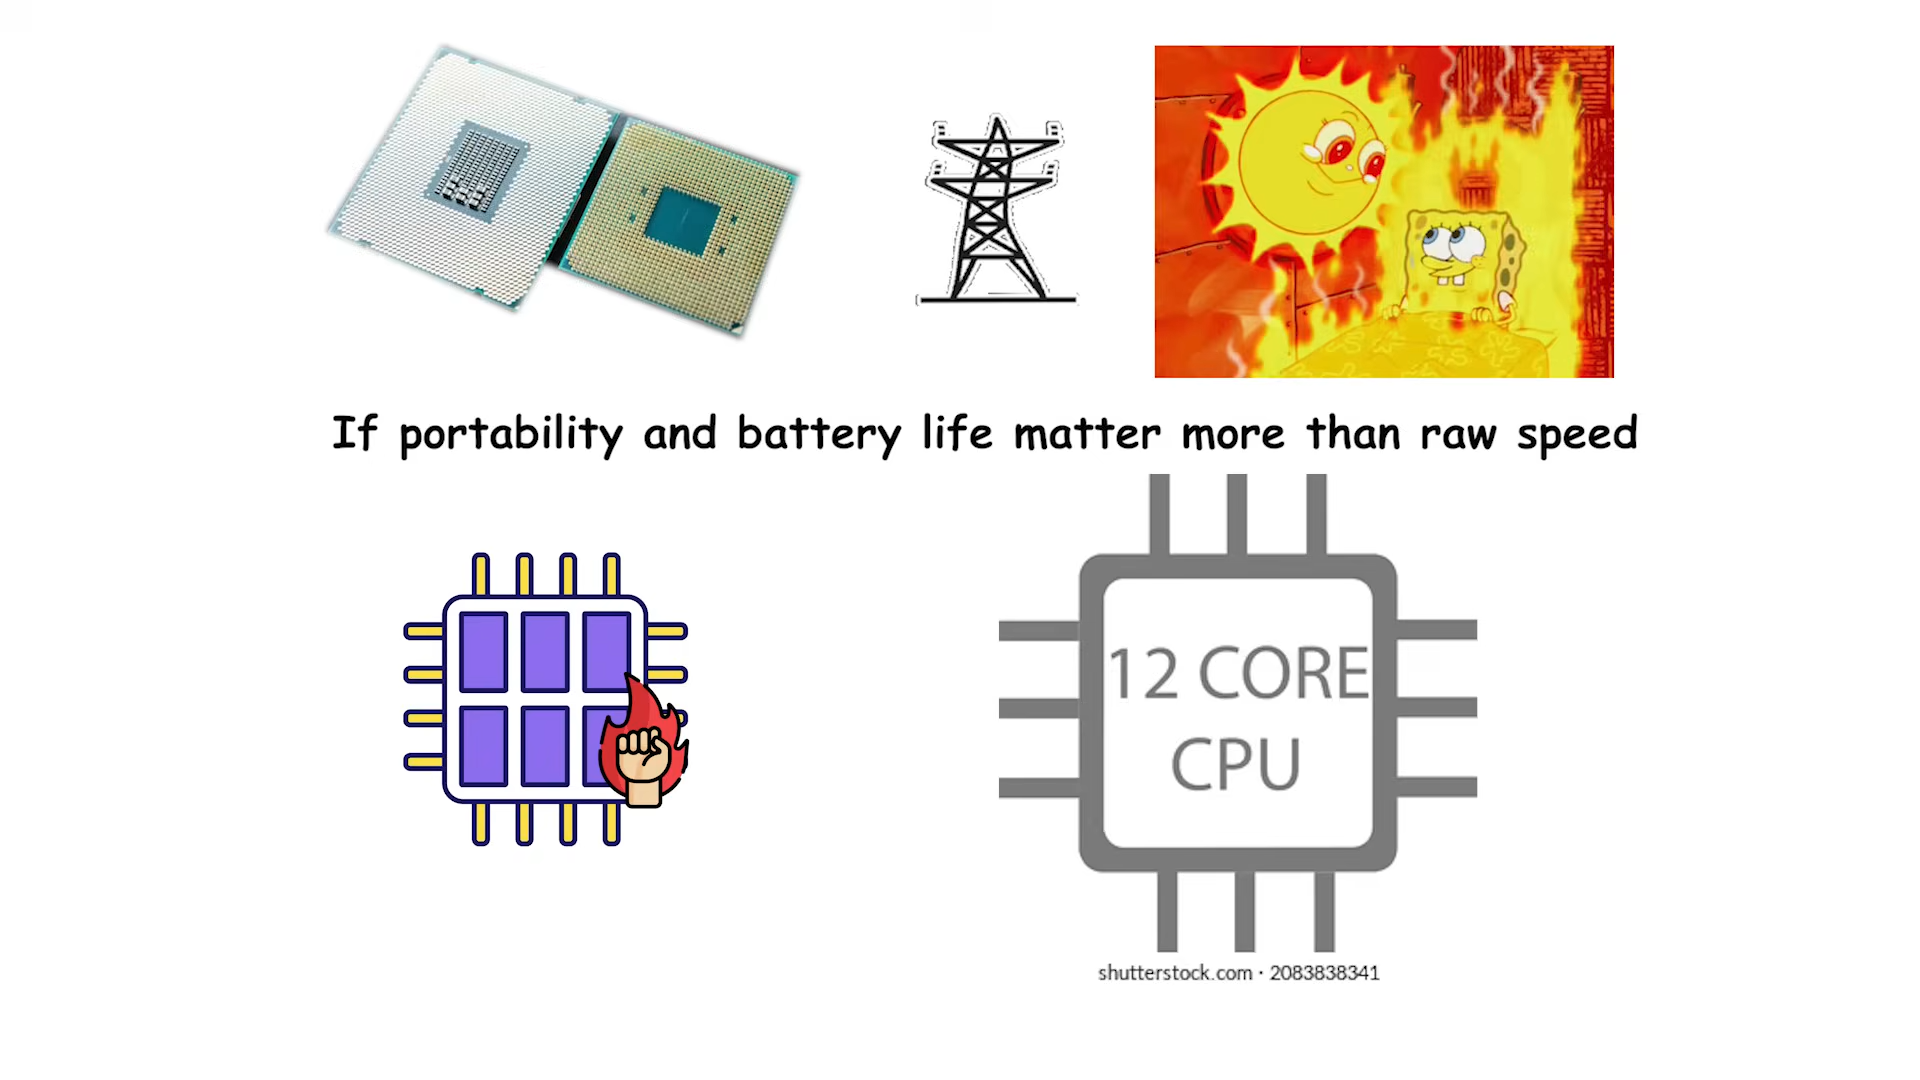 If portability and battery life matter more than raw speed
12 CORE
CPU
shutterstock.com · 2083838341